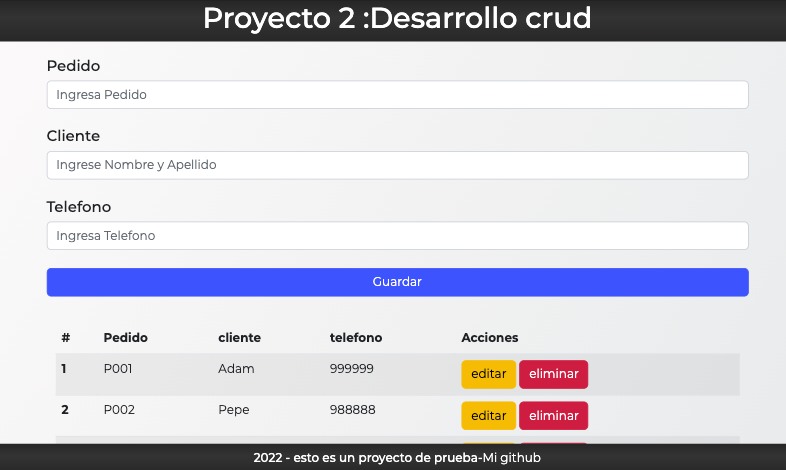 Proyecto 2 :Desarrollo crud
Pedido
Ingresa Pedido
Cliente
Ingrese Nombre y Apellido
Telefono
Ingresa Telefono
Guardar
# Pedido cliente telefono Acciones
1 P001 Adam 999999 editar eliminar
2 P002 Pepe 988888 editar eliminar
2022 - esto es un proyecto de prueba-Mi github